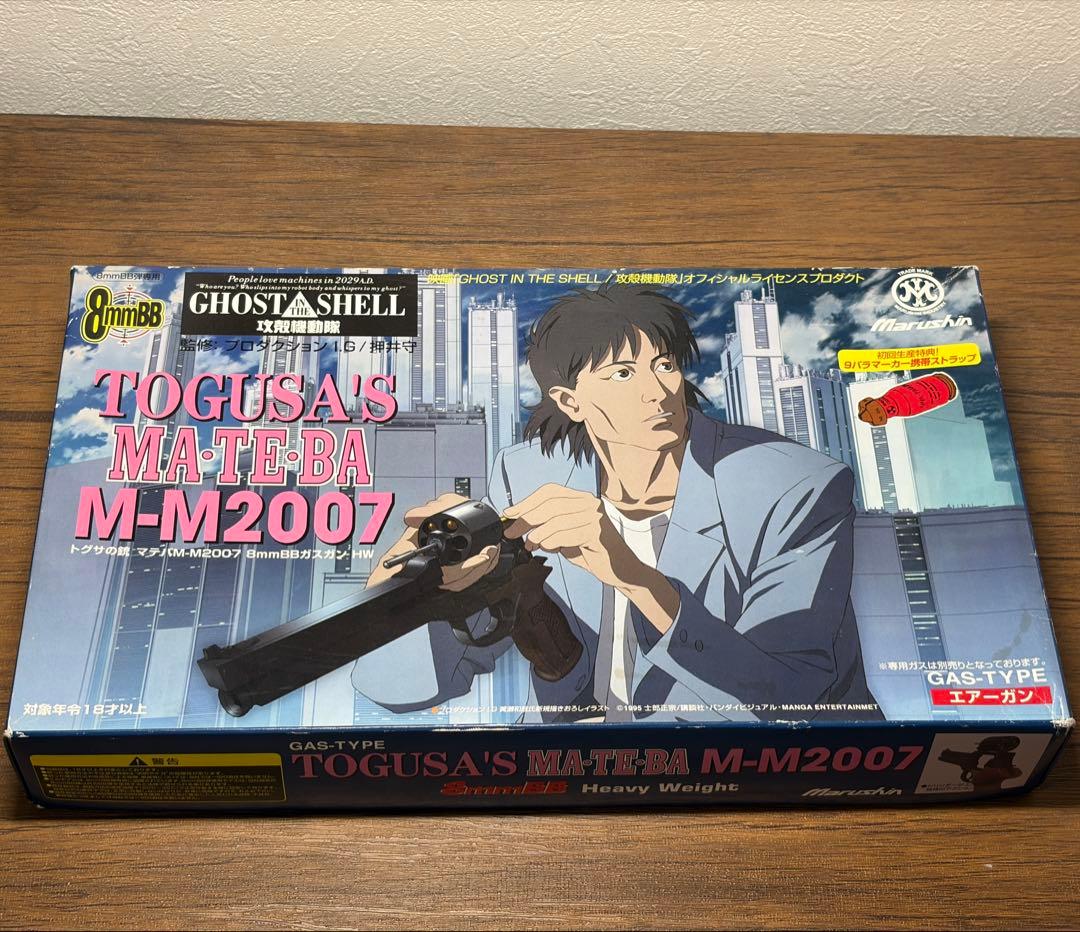 8mmBB弾専用
8mmBB
People love machines in 2029 A.D.
"Who are you? Who slips into my robot body and whispers to my ghost?"
GHOST IN THE SHELL
攻殻機動隊
監修: プロダクション I.G / 押井守
映画「GHOST IN THE SHELL / 攻殻機動隊」オフィシャルライセンスプロダクト
TRADE MARK
Marushin
初回生産特典!
9パラマーカー携帯ストラップ
TOGUSA'S
MA・TE・BA
M-M2007
トグサの銃 マテバM-M2007 8mmBBガスガン HW
※専用ガスは別売りとなっております。
GAS-TYPE
エアーガン
対象年令18才以上
©1995 士郎正宗/講談社・バンダイビジュアル・MANGA ENTERTAINMET
警告
GAS-TYPE
TOGUSA'S MA・TE・BA M-M2007
8mmBB Heavy Weight
Marushin